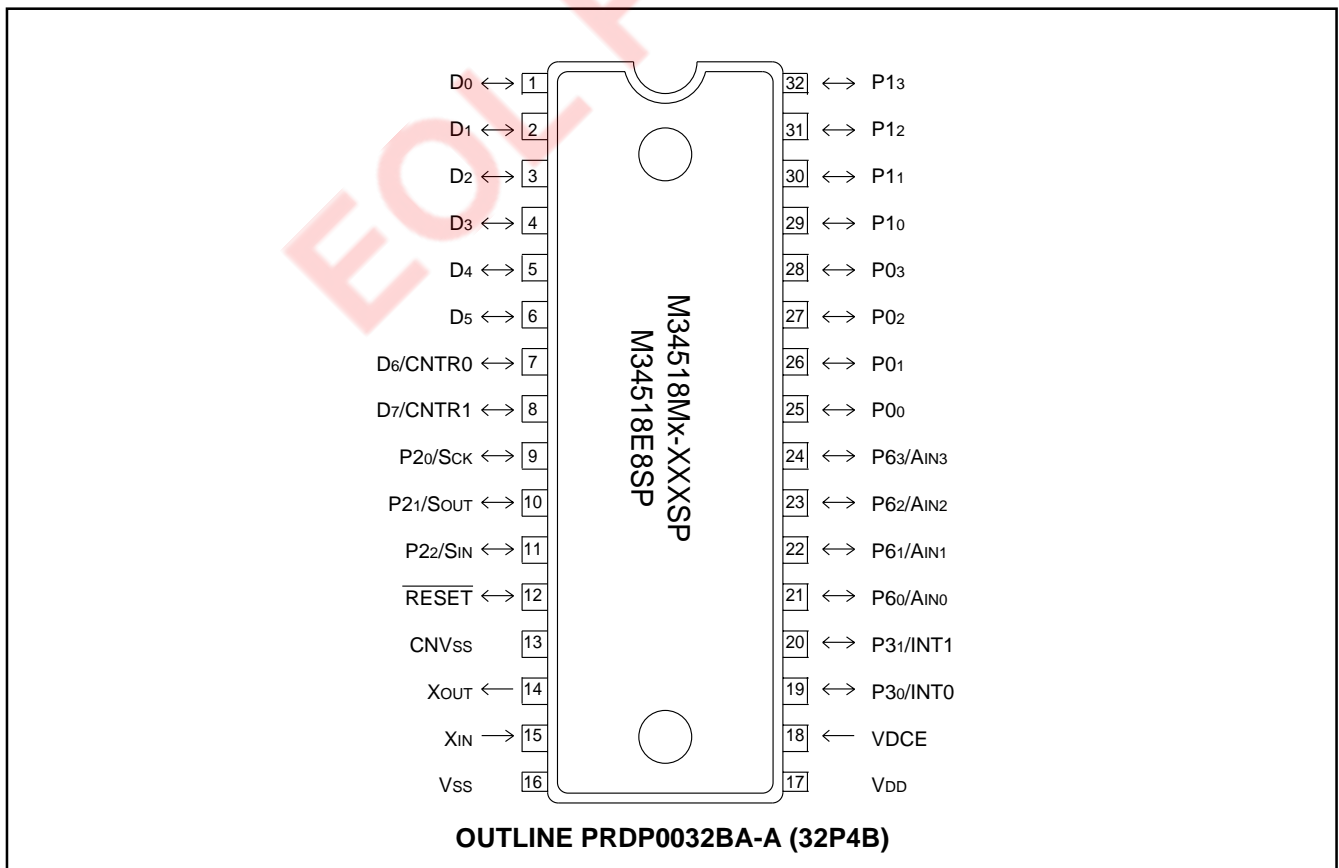 EOL P
D0 1 32 P13
D1 2 31 P12
D2 3 30 P11
D3 4 29 P10
D4 5 28 P03
D5 6 27 P02
D6/CNTR0 7 26 P01
D7/CNTR1 8 25 P00
P20/SCK 9 24 P63/AIN3
P21/SOUT 10 23 P62/AIN2
P22/SIN 11 22 P61/AIN1
RESET 12 21 P60/AIN0
CNVSS 13 20 P31/INT1
XOUT 14 19 P30/INT0
XIN 15 18 VDCE
VSS 16 17 VDD
M34518Mx-XXXSP
M34518E8SP
OUTLINE PRDP0032BA-A (32P4B)